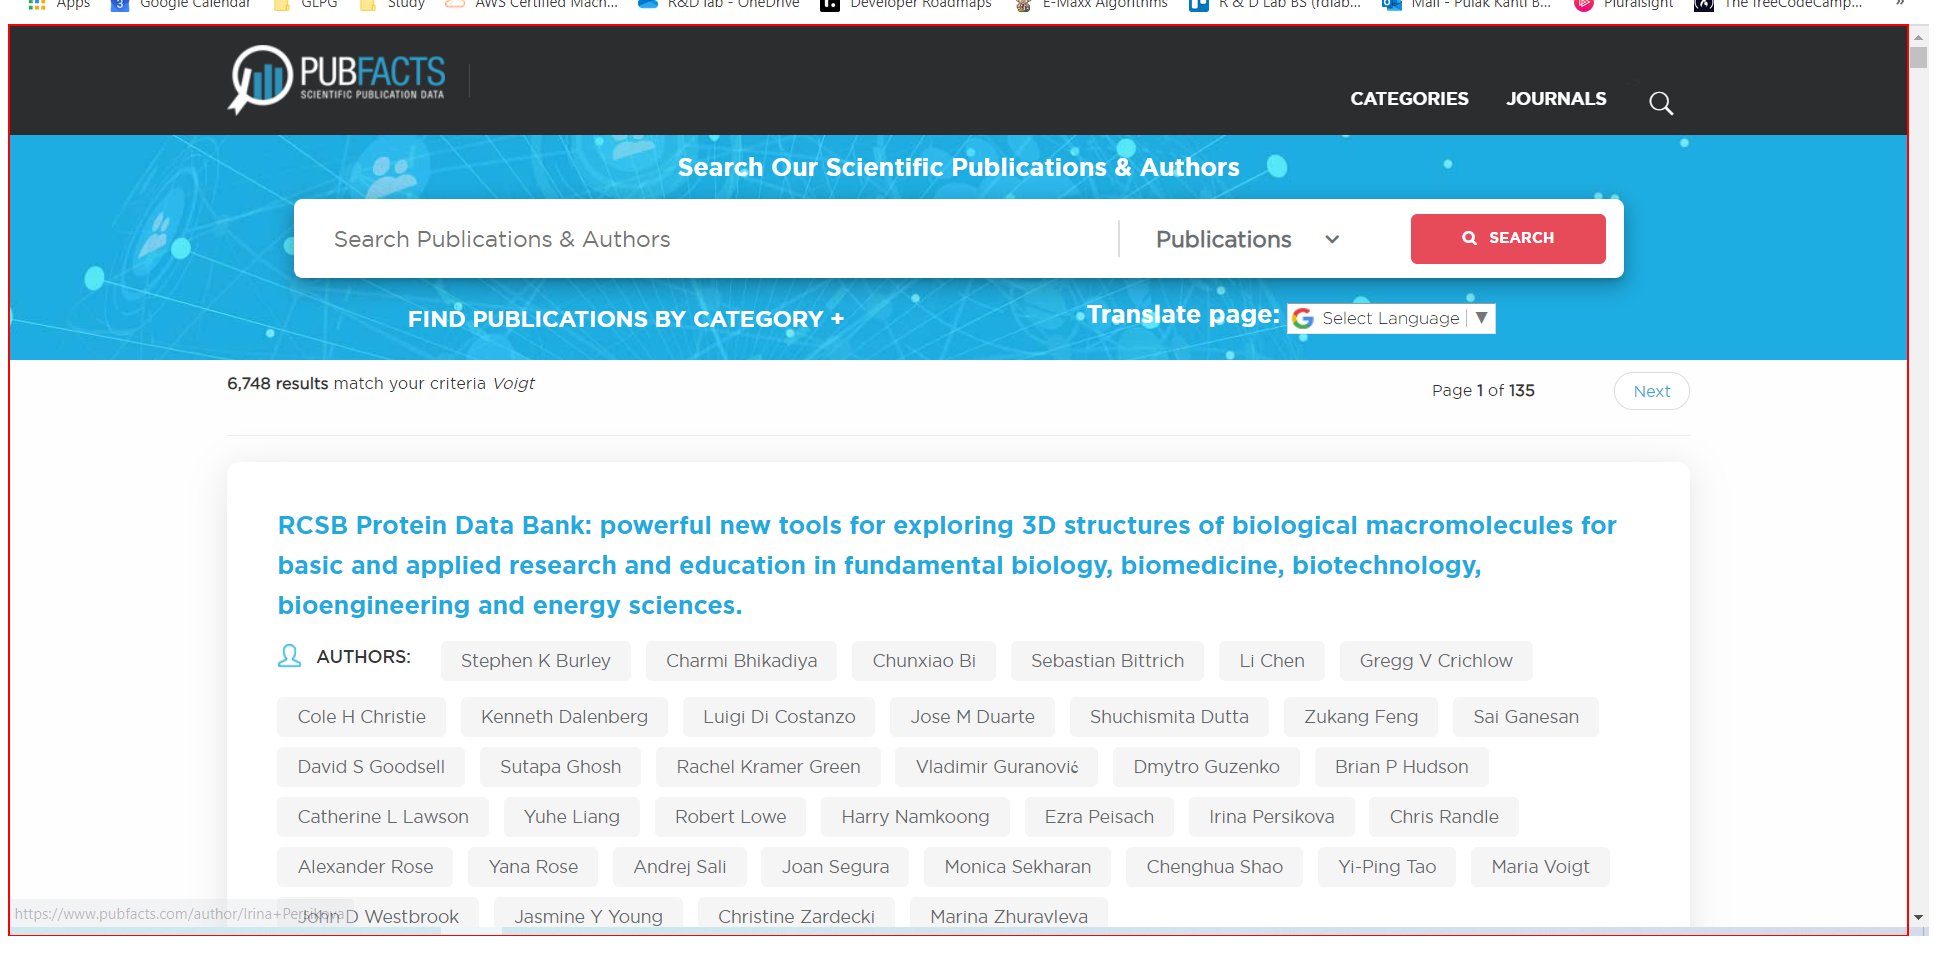 Apps 3 Google Calendar GLPG Study AWS Certified Mach... R&D lab - OneDrive Developer Roadmaps E-Maxx Algorithms R & D Lab BS (rdlab... Mail - Pulak Kanti B... Pluralsight The freeCodeCamp... »
PUBFACTS
SCIENTIFIC PUBLICATION DATA
CATEGORIES JOURNALS
Search Our Scientific Publications & Authors
Search Publications & Authors Publications SEARCH
FIND PUBLICATIONS BY CATEGORY + Translate page: Select Language ▼
6,748 results match your criteria Voigt Page 1 of 135 Next
RCSB Protein Data Bank: powerful new tools for exploring 3D structures of biological macromolecules for
basic and applied research and education in fundamental biology, biomedicine, biotechnology,
bioengineering and energy sciences.
AUTHORS: Stephen K Burley Charmi Bhikadiya Chunxiao Bi Sebastian Bittrich Li Chen Gregg V Crichlow
Cole H Christie Kenneth Dalenberg Luigi Di Costanzo Jose M Duarte Shuchismita Dutta Zukang Feng Sai Ganesan
David S Goodsell Sutapa Ghosh Rachel Kramer Green Vladimir Guranović Dmytro Guzenko Brian P Hudson
Catherine L Lawson Yuhe Liang Robert Lowe Harry Namkoong Ezra Peisach Irina Persikova Chris Randle
Alexander Rose Yana Rose Andrej Sali Joan Segura Monica Sekharan Chenghua Shao Yi-Ping Tao Maria Voigt
John D Westbrook Jasmine Y Young Christine Zardecki Marina Zhuravleva
https://www.pubfacts.com/author/Irina+Persikova